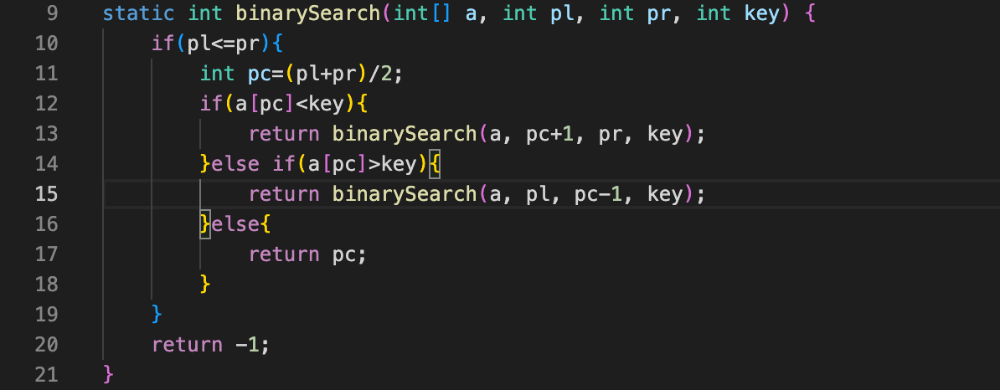 9 static int binarySearch(int[] a, int pl, int pr, int key) {
10 if(pl<=pr){
11 int pc=(pl+pr)/2;
12 if(a[pc]<key){
13 return binarySearch(a, pc+1, pr, key);
14 }else if(a[pc]>key){
15 return binarySearch(a, pl, pc-1, key);
16 }else{
17 return pc;
18 }
19 }
20 return -1;
21 }